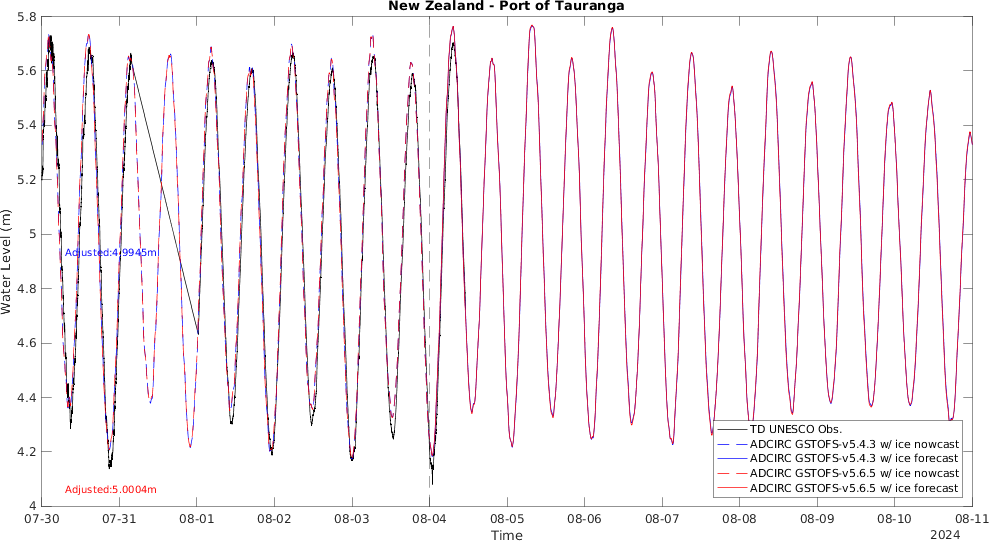 New Zealand - Port of Tauranga
5.8
5.6
5.4
5.2
5
4.8
4.6
4.4
4.2
4
Water Level (m)
Adjusted:4.9945m
Adjusted:5.0004m
TD UNESCO Obs.
ADCIRC GSTOFS-v5.4.3 w/ ice nowcast
ADCIRC GSTOFS-v5.4.3 w/ ice forecast
ADCIRC GSTOFS-v5.6.5 w/ ice nowcast
ADCIRC GSTOFS-v5.6.5 w/ ice forecast
07-30 07-31 08-01 08-02 08-03 08-04 08-05 08-06 08-07 08-08 08-09 08-10 08-11
Time
2024